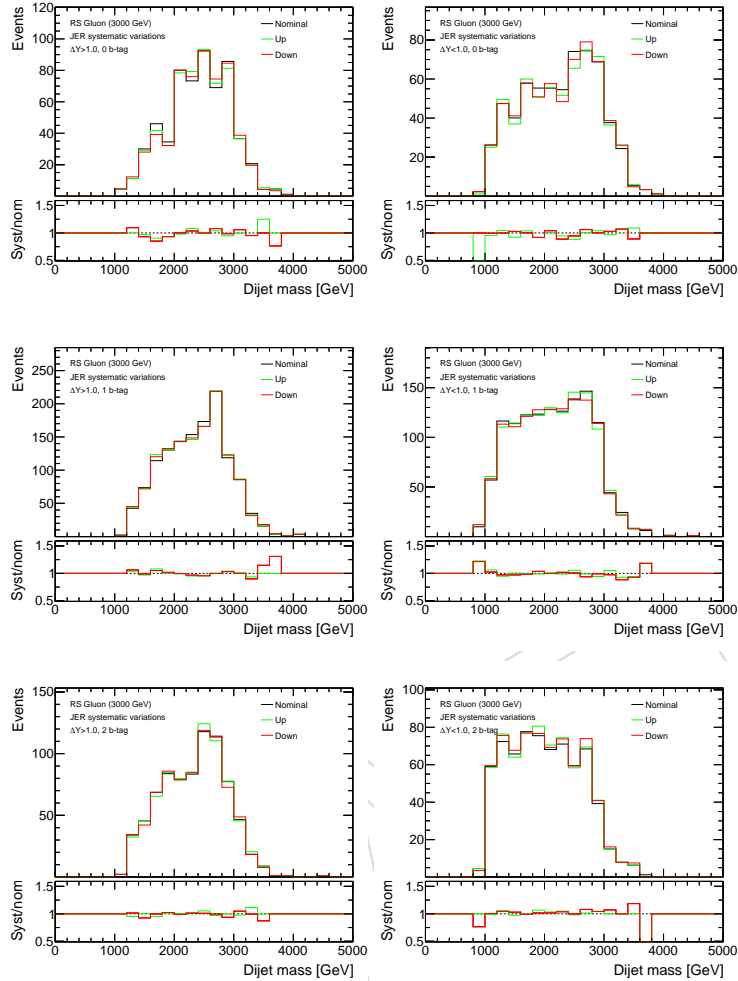 Events
120
100
80
60
40
20
RS Gluon (3000 GeV)
JER systematic variations
ΔY>1.0, 0 b-tag
Nominal
Up
Down
Syst/nom
1.5
1
0.5
0 1000 2000 3000 4000 5000
Dijet mass [GeV]
Events
80
60
40
20
RS Gluon (3000 GeV)
JER systematic variations
ΔY<1.0, 0 b-tag
Nominal
Up
Down
Syst/nom
1.5
1
0.5
0 1000 2000 3000 4000 5000
Dijet mass [GeV]
Events
250
200
150
100
50
RS Gluon (3000 GeV)
JER systematic variations
ΔY>1.0, 1 b-tag
Nominal
Up
Down
Syst/nom
1.5
1
0.5
0 1000 2000 3000 4000 5000
Dijet mass [GeV]
Events
150
100
50
RS Gluon (3000 GeV)
JER systematic variations
ΔY<1.0, 1 b-tag
Nominal
Up
Down
Syst/nom
1.5
1
0.5
0 1000 2000 3000 4000 5000
Dijet mass [GeV]
Events
150
100
50
RS Gluon (3000 GeV)
JER systematic variations
ΔY>1.0, 2 b-tag
Nominal
Up
Down
Syst/nom
1.5
1
0.5
0 1000 2000 3000 4000 5000
Dijet mass [GeV]
Events
100
80
60
40
20
RS Gluon (3000 GeV)
JER systematic variations
ΔY<1.0, 2 b-tag
Nominal
Up
Down
Syst/nom
1.5
1
0.5
0 1000 2000 3000 4000 5000
Dijet mass [GeV]